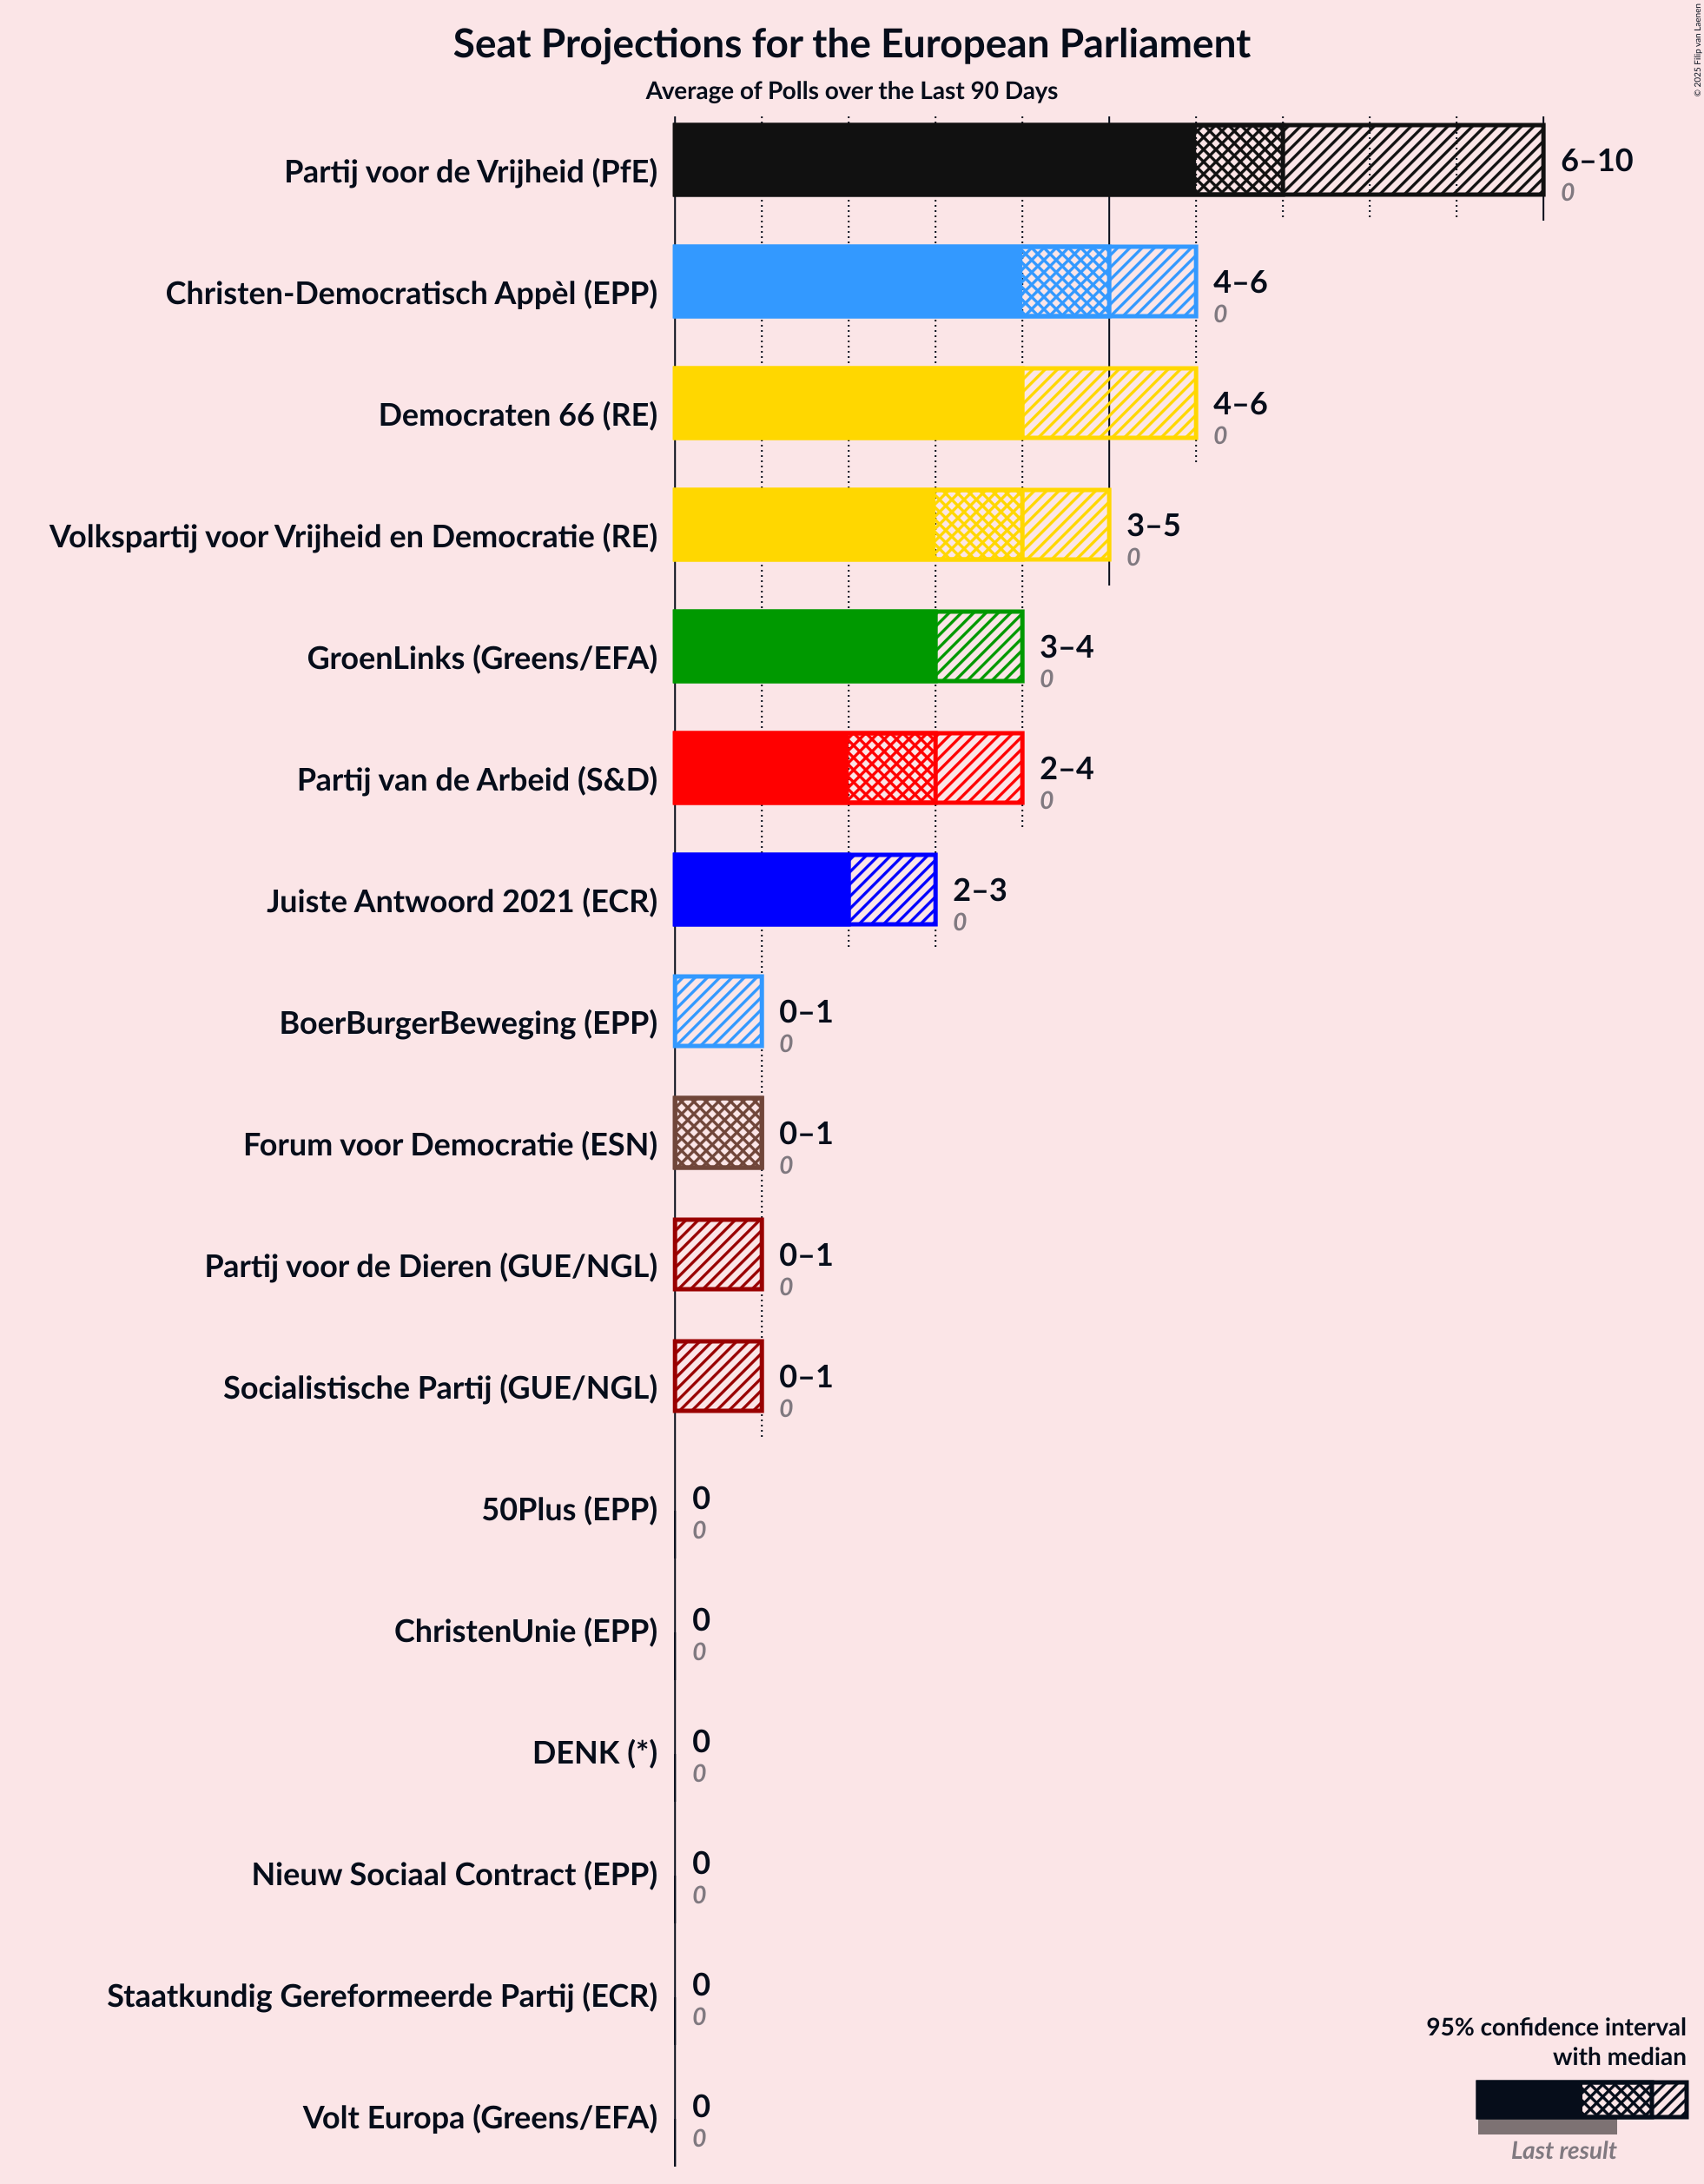 Seat Projections for the European Parliament
Average of Polls over the Last 90 Days
© 2025 Filip van Laenen
Partij voor de Vrijheid (PfE)
6–10
0
Christen-Democratisch Appèl (EPP)
4–6
0
Democraten 66 (RE)
4–6
0
Volkspartij voor Vrijheid en Democratie (RE)
3–5
0
GroenLinks (Greens/EFA)
3–4
0
Partij van de Arbeid (S&D)
2–4
0
Juiste Antwoord 2021 (ECR)
2–3
0
BoerBurgerBeweging (EPP)
0–1
0
Forum voor Democratie (ESN)
0–1
0
Partij voor de Dieren (GUE/NGL)
0–1
0
Socialistische Partij (GUE/NGL)
0–1
0
50Plus (EPP)
0
0
ChristenUnie (EPP)
0
0
DENK (*)
0
0
Nieuw Sociaal Contract (EPP)
0
0
Staatkundig Gereformeerde Partij (ECR)
0
0
Volt Europa (Greens/EFA)
0
0
95% confidence interval
with median
Last result